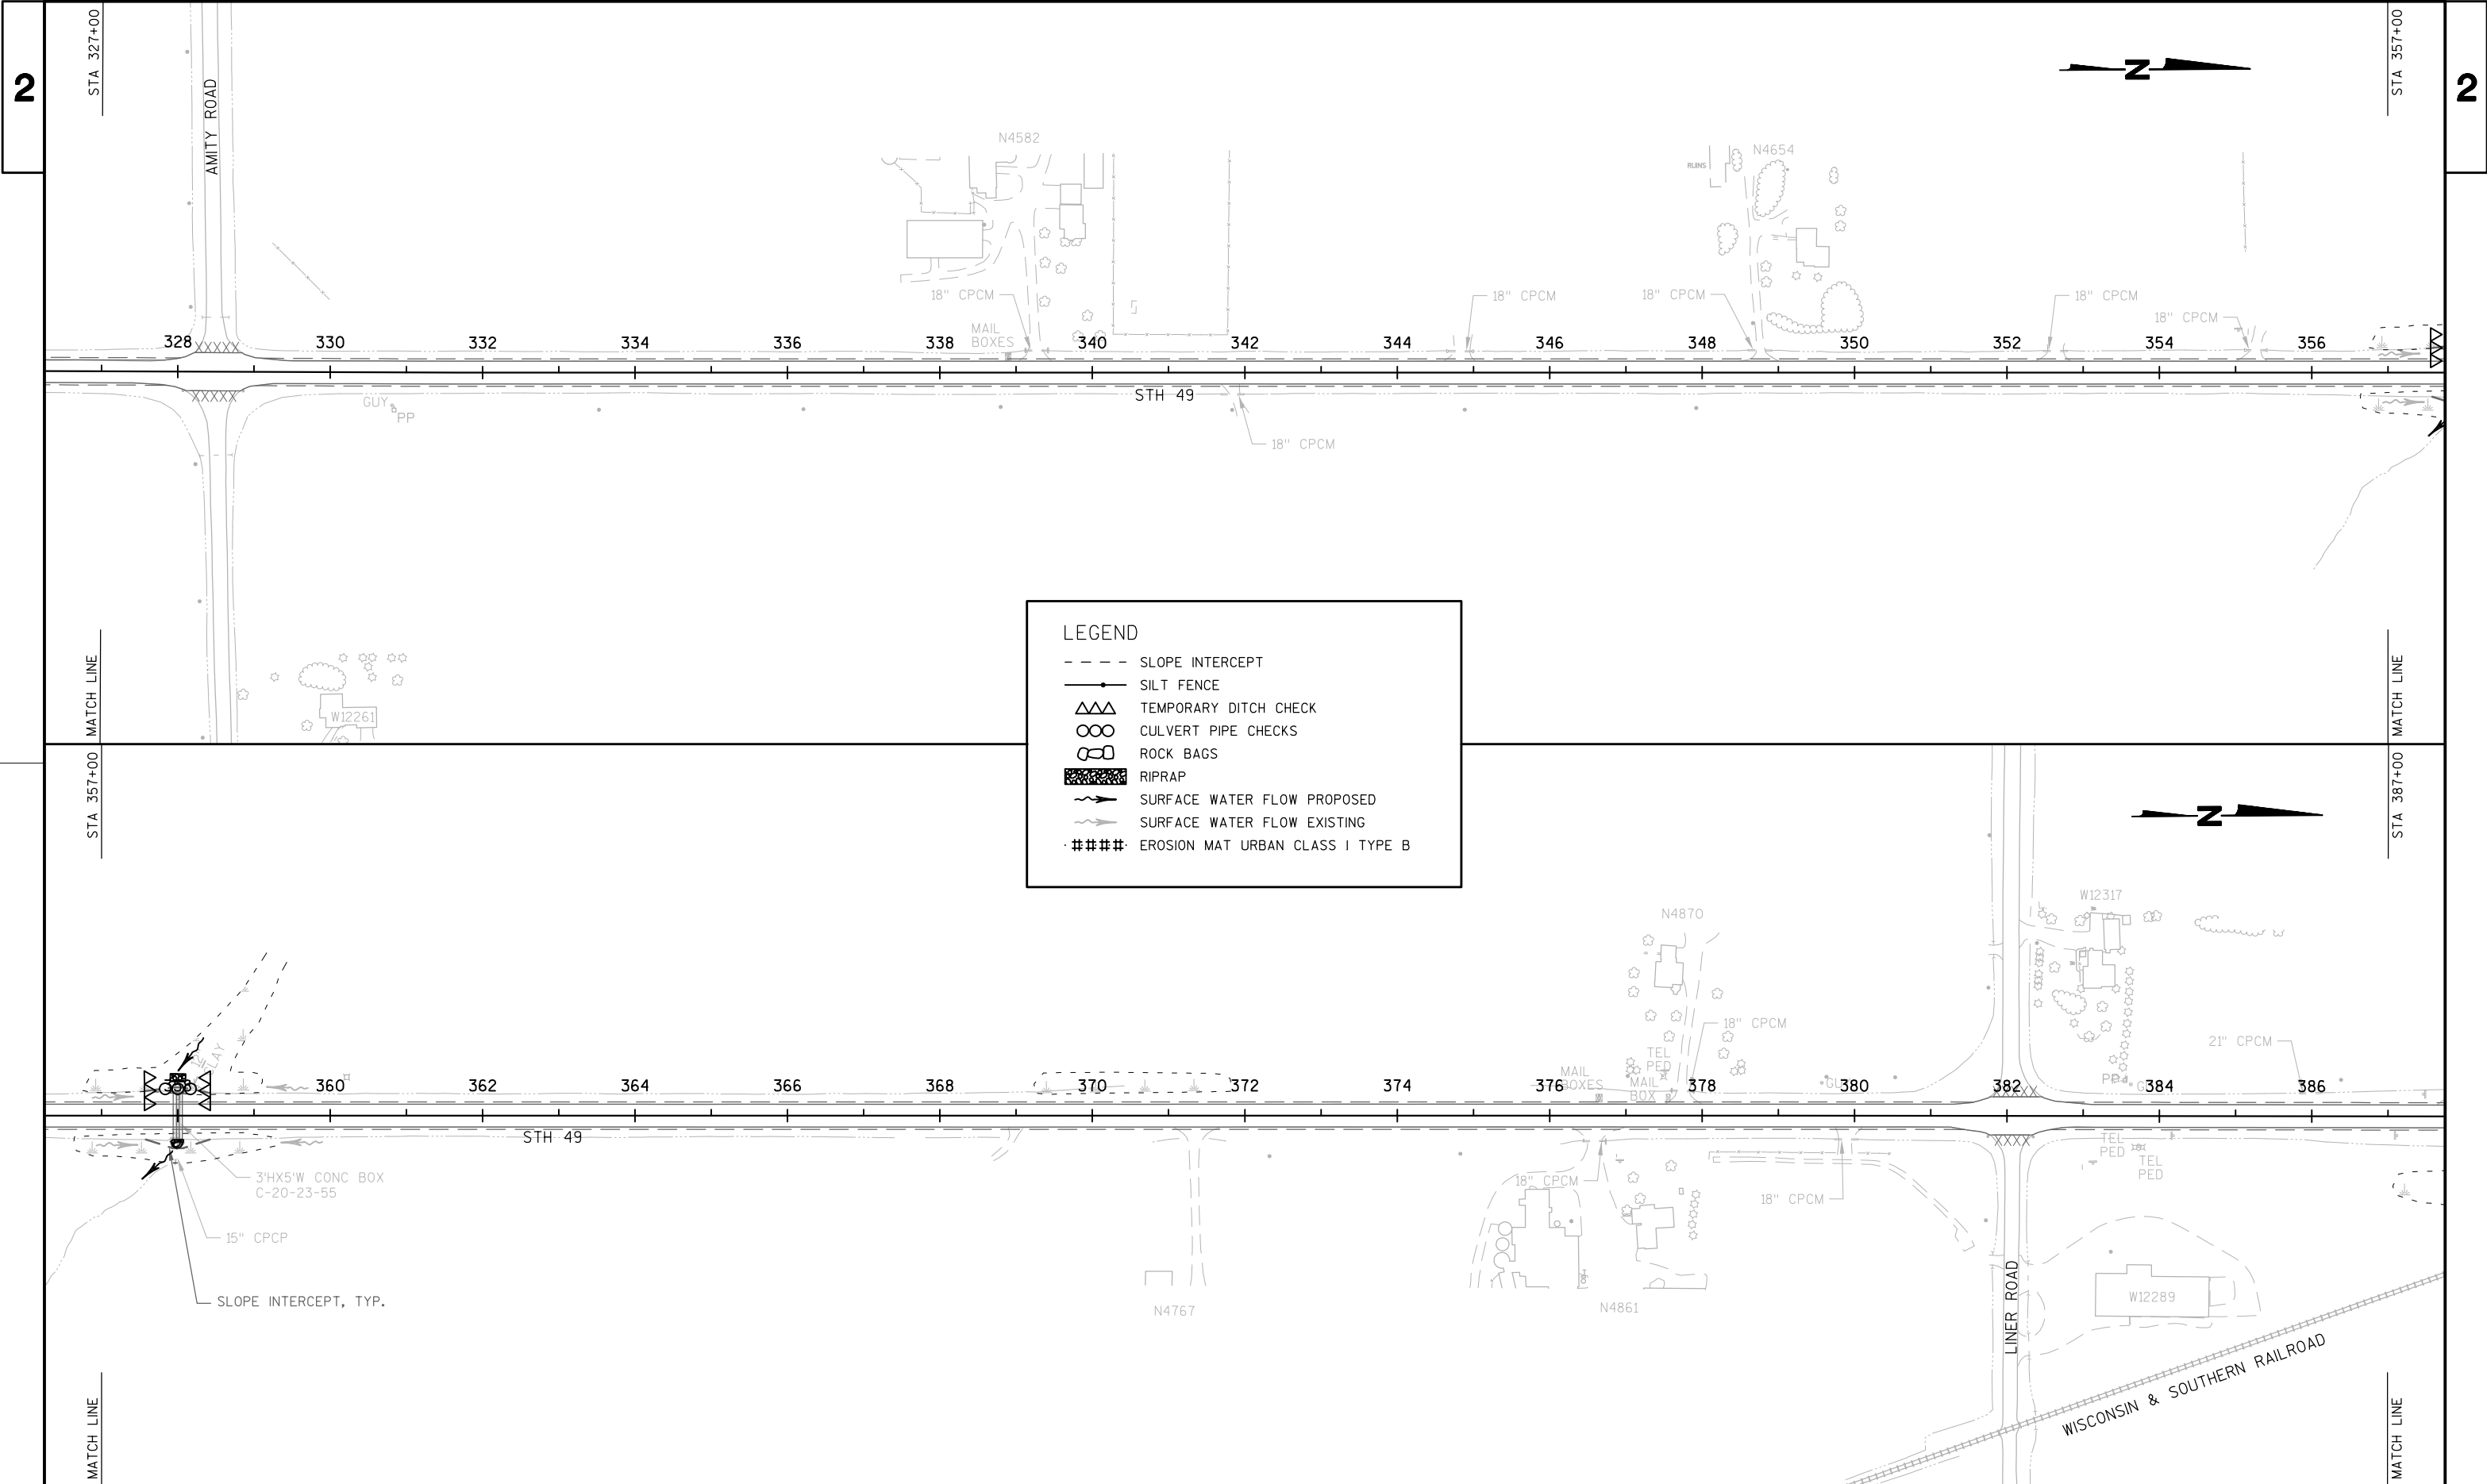 2
STA 327+00
AMITY ROAD
N4582
RUINS
N4654
N
STA 357+00
2
18" CPCM
MAIL
BOXES
18" CPCM
18" CPCM
18" CPCM
18" CPCM
328 330 332 334 336 338 340 342 344 346 348 350 352 354 356
GUY
PP
STH 49
18" CPCM
MATCH LINE
W12261
MATCH LINE
LEGEND
SLOPE INTERCEPT
SILT FENCE
TEMPORARY DITCH CHECK
CULVERT PIPE CHECKS
ROCK BAGS
RIPRAP
SURFACE WATER FLOW PROPOSED
SURFACE WATER FLOW EXISTING
EROSION MAT URBAN CLASS I TYPE B
STA 357+00
N
STA 387+00
N4870
W12317
18" CPCM
21" CPCM
TEL
PED
MAIL
BOXES
MAIL
BOX
PP
360 362 364 366 368 370 372 374 376 378 380 382 384 386
STH 49
3'HX5'W CONC BOX
C-20-23-55
15" CPCP
SLOPE INTERCEPT, TYP.
18" CPCM
18" CPCM
TEL
PED
TEL
PED
N4767
N4861
LINER ROAD
W12289
WISCONSIN & SOUTHERN RAILROAD
MATCH LINE
MATCH LINE